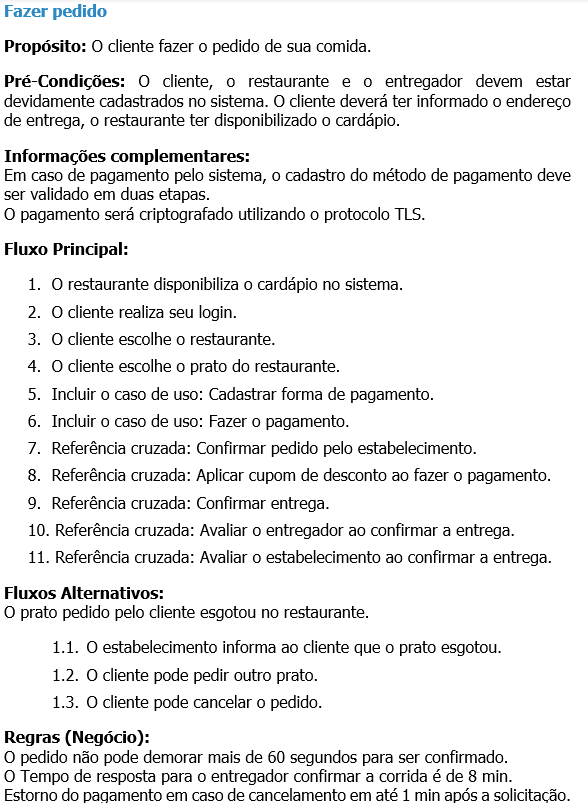 Fazer pedido
Propósito: O cliente fazer o pedido de sua comida.
Pré-Condições: O cliente, o restaurante e o entregador devem estar
devidamente cadastrados no sistema. O cliente deverá ter informado o endereço
de entrega, o restaurante ter disponibilizado o cardápio.
Informações complementares:
Em caso de pagamento pelo sistema, o cadastro do método de pagamento deve
ser validado em duas etapas.
O pagamento será criptografado utilizando o protocolo TLS.
Fluxo Principal:
1. O restaurante disponibiliza o cardápio no sistema.
2. O cliente realiza seu login.
3. O cliente escolhe o restaurante.
4. O cliente escolhe o prato do restaurante.
5. Incluir o caso de uso: Cadastrar forma de pagamento.
6. Incluir o caso de uso: Fazer o pagamento.
7. Referência cruzada: Confirmar pedido pelo estabelecimento.
8. Referência cruzada: Aplicar cupom de desconto ao fazer o pagamento.
9. Referência cruzada: Confirmar entrega.
10. Referência cruzada: Avaliar o entregador ao confirmar a entrega.
11. Referência cruzada: Avaliar o estabelecimento ao confirmar a entrega.
Fluxos Alternativos:
O prato pedido pelo cliente esgotou no restaurante.
1.1. O estabelecimento informa ao cliente que o prato esgotou.
1.2. O cliente pode pedir outro prato.
1.3. O cliente pode cancelar o pedido.
Regras (Negócio):
O pedido não pode demorar mais de 60 segundos para ser confirmado.
O Tempo de resposta para o entregador confirmar a corrida é de 8 min.
Estorno do pagamento em caso de cancelamento em até 1 min após a solicitação.